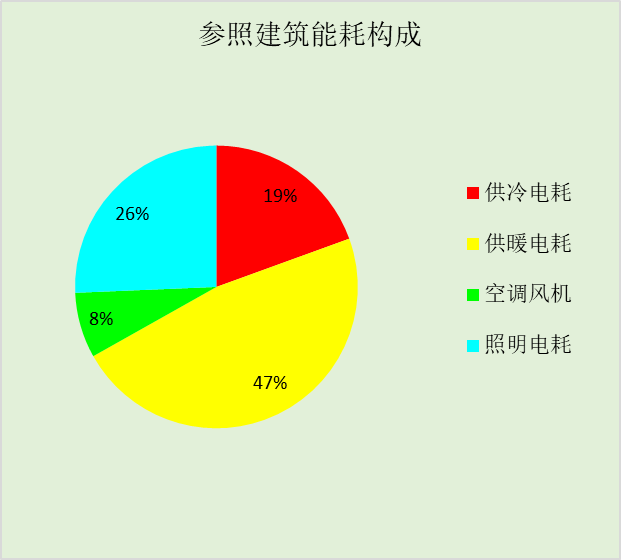 参照建筑能耗构成
19%
26%
8%
47%
供冷电耗
供暖电耗
空调风机
照明电耗